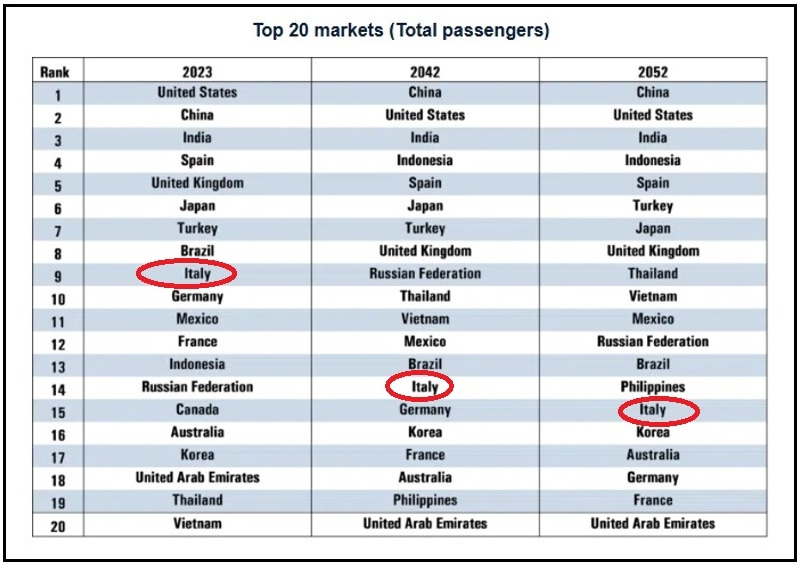 Top 20 markets (Total passengers)
Rank 2023 2042 2052
1 United States China China
2 China United States United States
3 India India India
4 Spain Indonesia Indonesia
5 United Kingdom Spain Spain
6 Japan Japan Turkey
7 Turkey Turkey Japan
8 Brazil United Kingdom United Kingdom
9 Italy Russian Federation Thailand
10 Germany Thailand Vietnam
11 Mexico Vietnam Mexico
12 France Mexico Russian Federation
13 Indonesia Brazil Brazil
14 Russian Federation Italy Philippines
15 Canada Germany Italy
16 Australia Korea Korea
17 Korea France Australia
18 United Arab Emirates Australia Germany
19 Thailand Philippines France
20 Vietnam United Arab Emirates United Arab Emirates